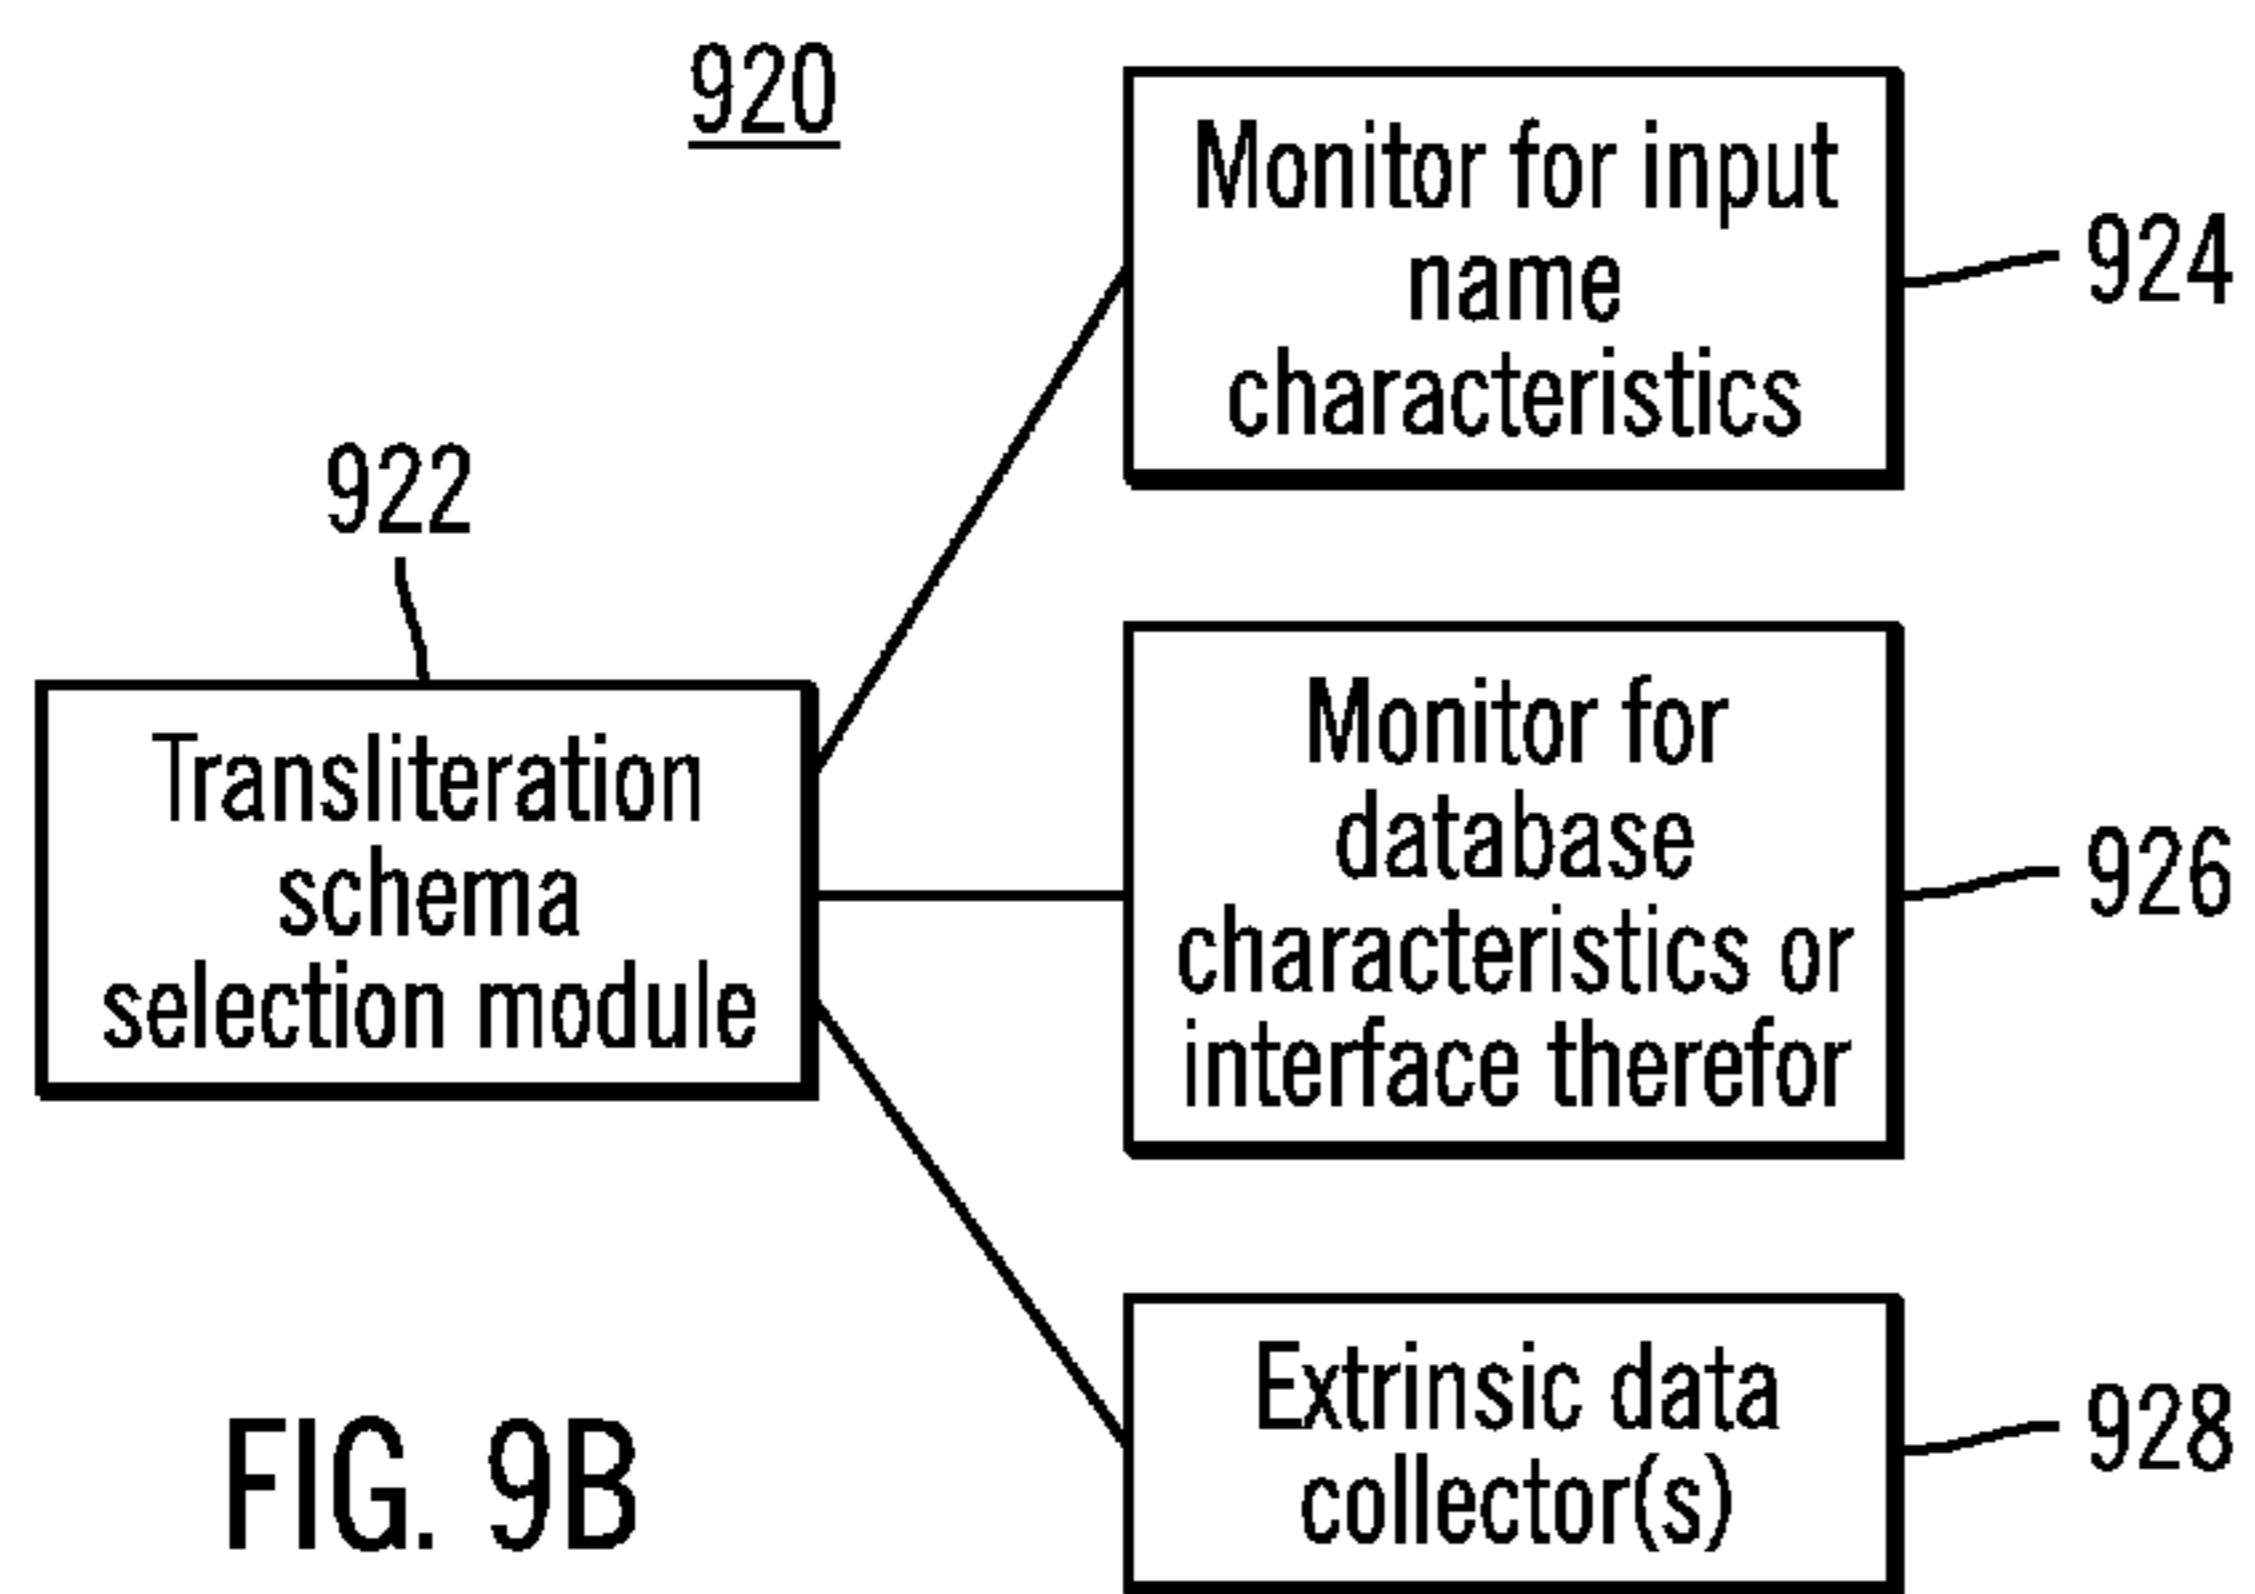 920
Monitor for input
name
characteristics
924
922
Transliteration
schema
selection module
Monitor for
database
characteristics or
interface therefor
926
Extrinsic data
collector(s)
928
FIG. 9B